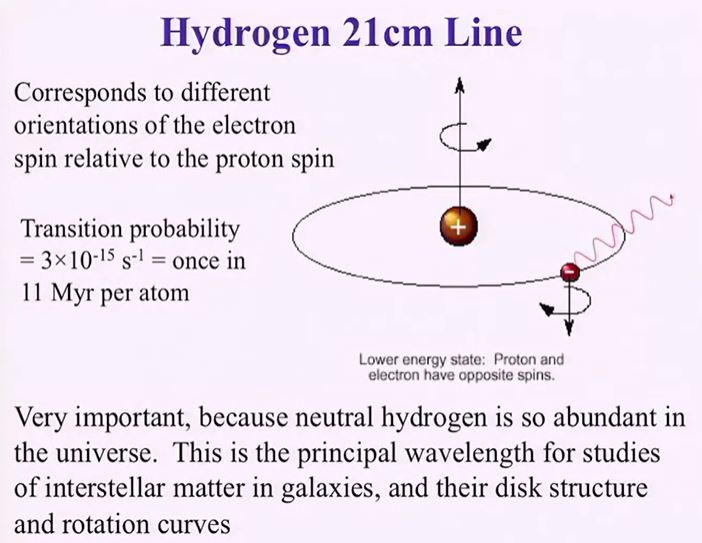 Hydrogen 21cm Line
Corresponds to different
orientations of the electron
spin relative to the proton spin
Transition probability
= 3×10⁻¹⁵ s⁻¹ = once in
11 Myr per atom
+
−
Lower energy state: Proton and
electron have opposite spins.
Very important, because neutral hydrogen is so abundant in
the universe. This is the principal wavelength for studies
of interstellar matter in galaxies, and their disk structure
and rotation curves